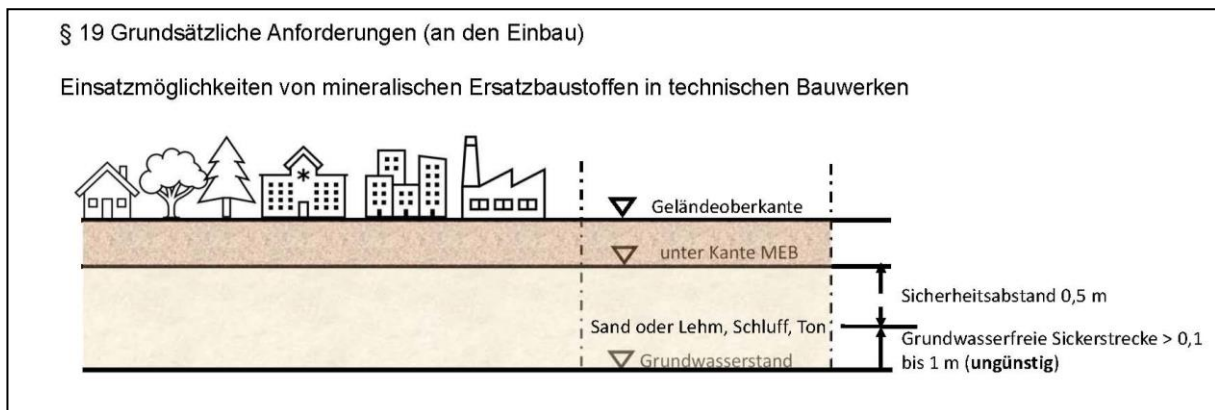 § 19 Grundsätzliche Anforderungen (an den Einbau)
Einsatzmöglichkeiten von mineralischen Ersatzbaustoffen in technischen Bauwerken
Geländeoberkante
unter Kante MEB
Sicherheitsabstand 0,5 m
Sand oder Lehm, Schluff, Ton
Grundwasserstand
Grundwasserfreie Sickerstrecke > 0,1
bis 1 m (ungünstig)